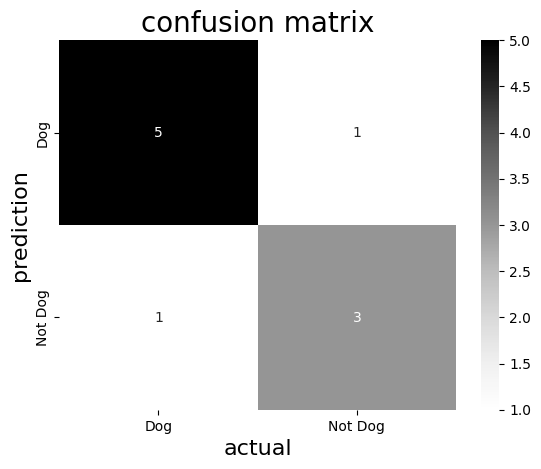 confusion matrix
5.0
4.5
4.0
3.5
3.0
2.5
2.0
1.5
1.0
prediction
Dog
Not Dog
5
1
1
3
Dog
Not Dog
actual